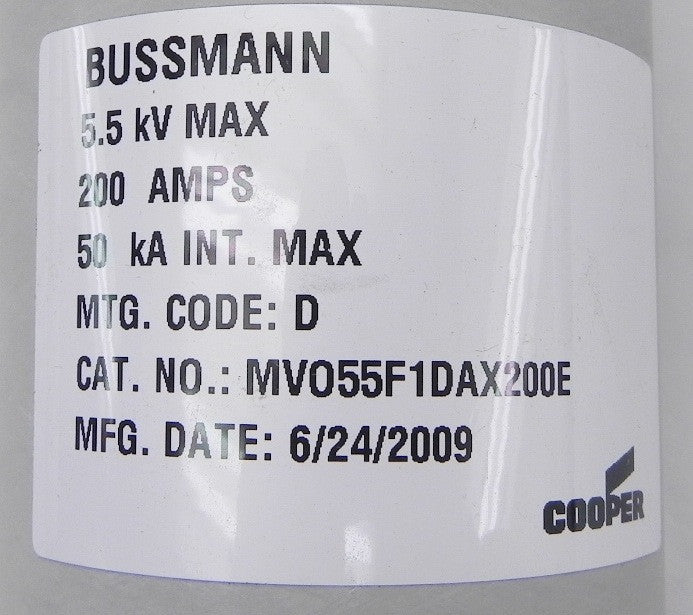 BUSSMANN
5.5 kV MAX
200 AMPS
50 kA INT. MAX
MTG. CODE: D
CAT. NO.: MV055F1DAX200E
MFG. DATE: 6/24/2009
COOPER